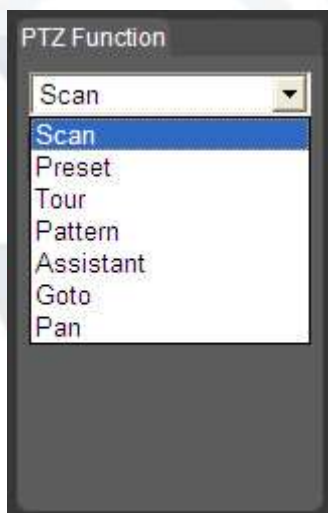 PTZ Function
Scan
Scan
Preset
Tour
Pattern
Assistant
Goto
Pan